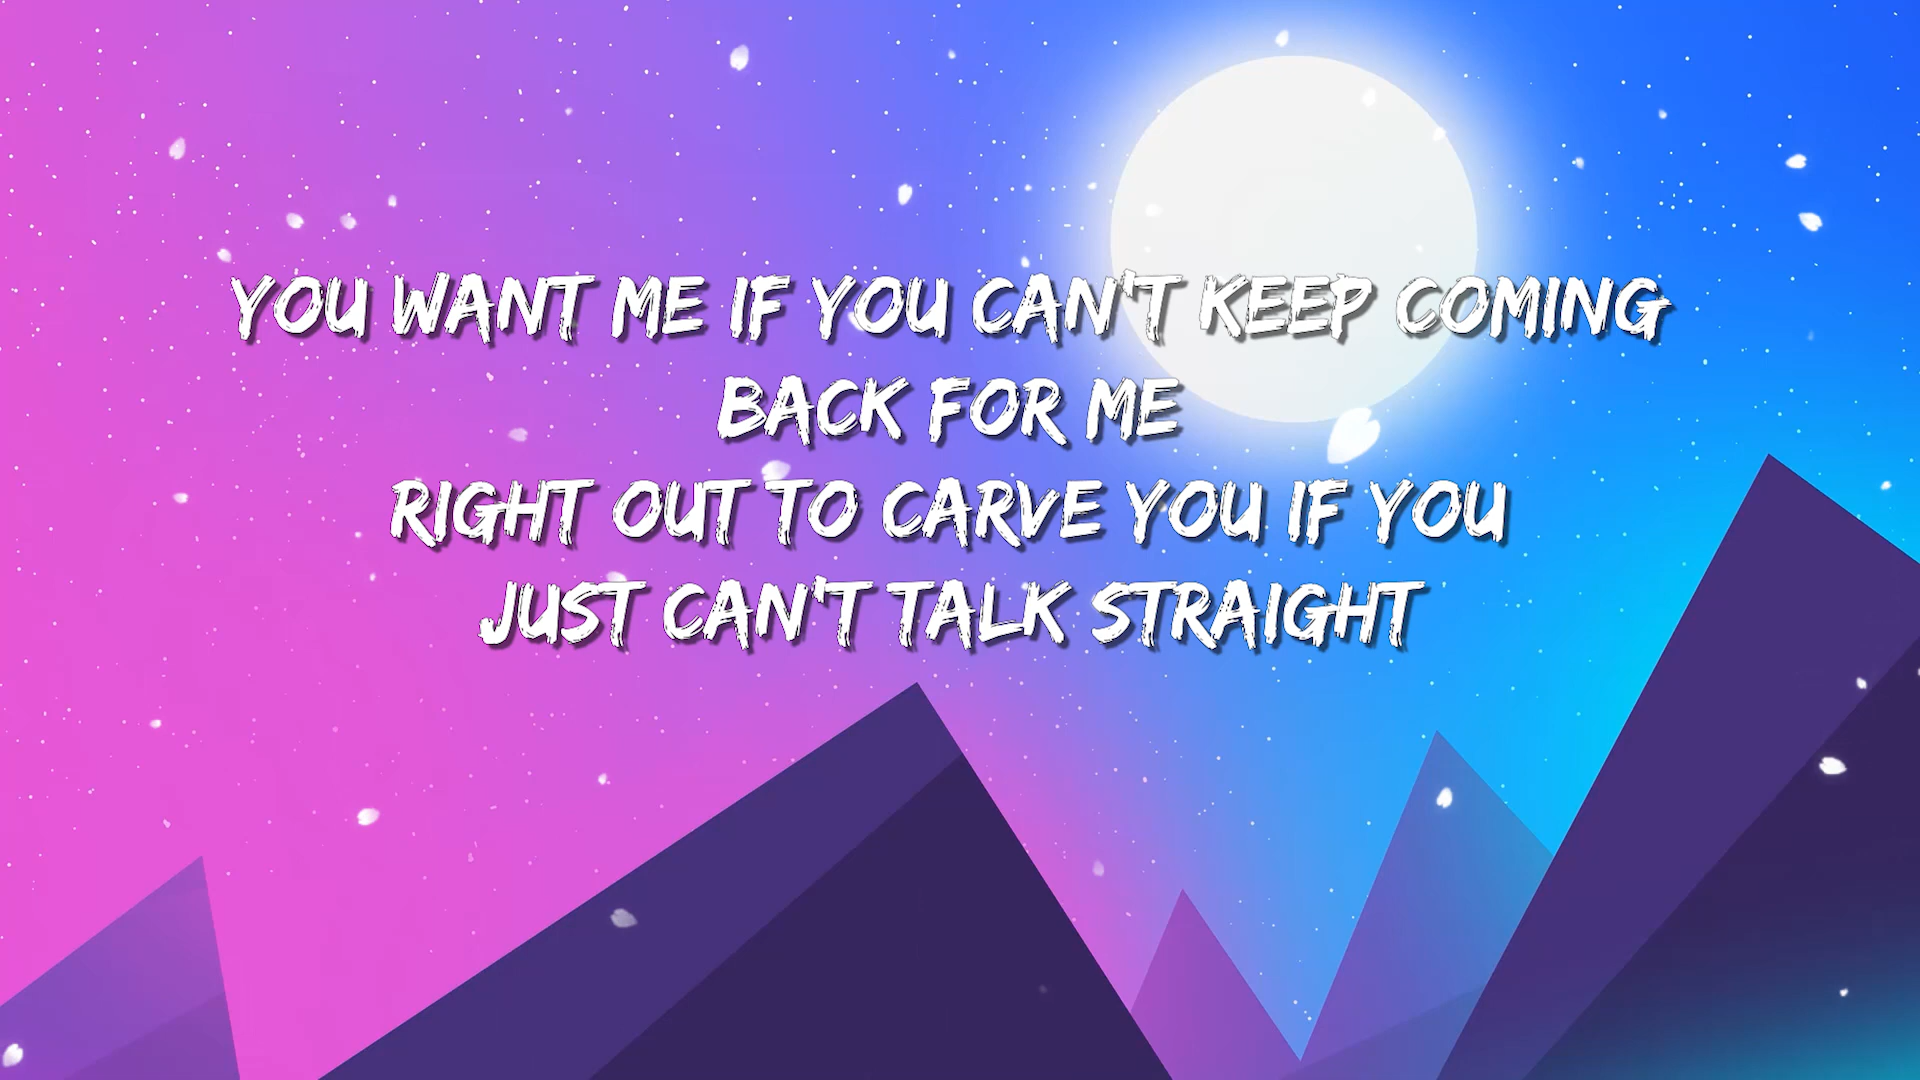 YOU WANT ME IF YOU CAN'T KEEP COMING
BACK FOR ME
RIGHT OUT TO CARVE YOU IF YOU
JUST CAN'T TALK STRAIGHT